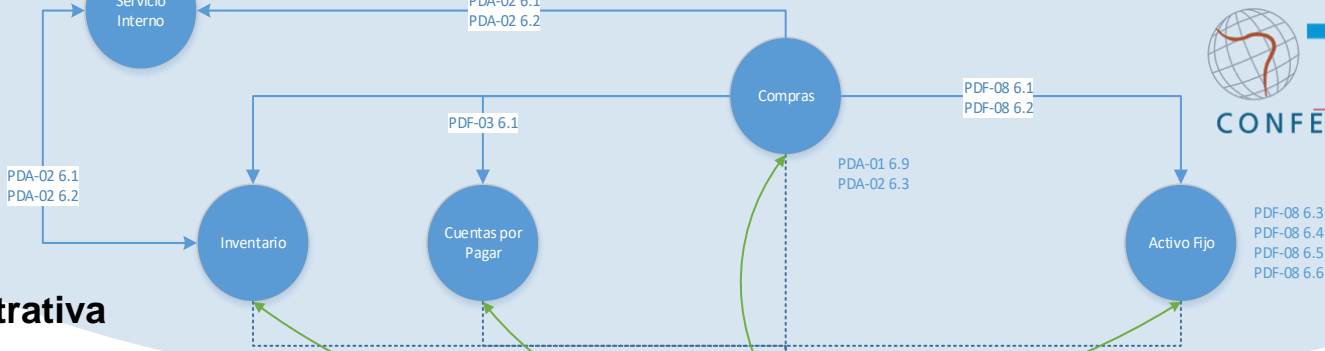 Servicio
Interno
PDA-02 6.1
PDA-02 6.2
Compras
PDF-08 6.1
PDF-08 6.2
CONFE
PDF-03 6.1
PDA-01 6.9
PDA-02 6.3
PDA-02 6.1
PDA-02 6.2
Inventario
Cuentas por
Pagar
Activo Fijo
PDF-08 6.3
PDF-08 6.4
PDF-08 6.5
PDF-08 6.6
trativa